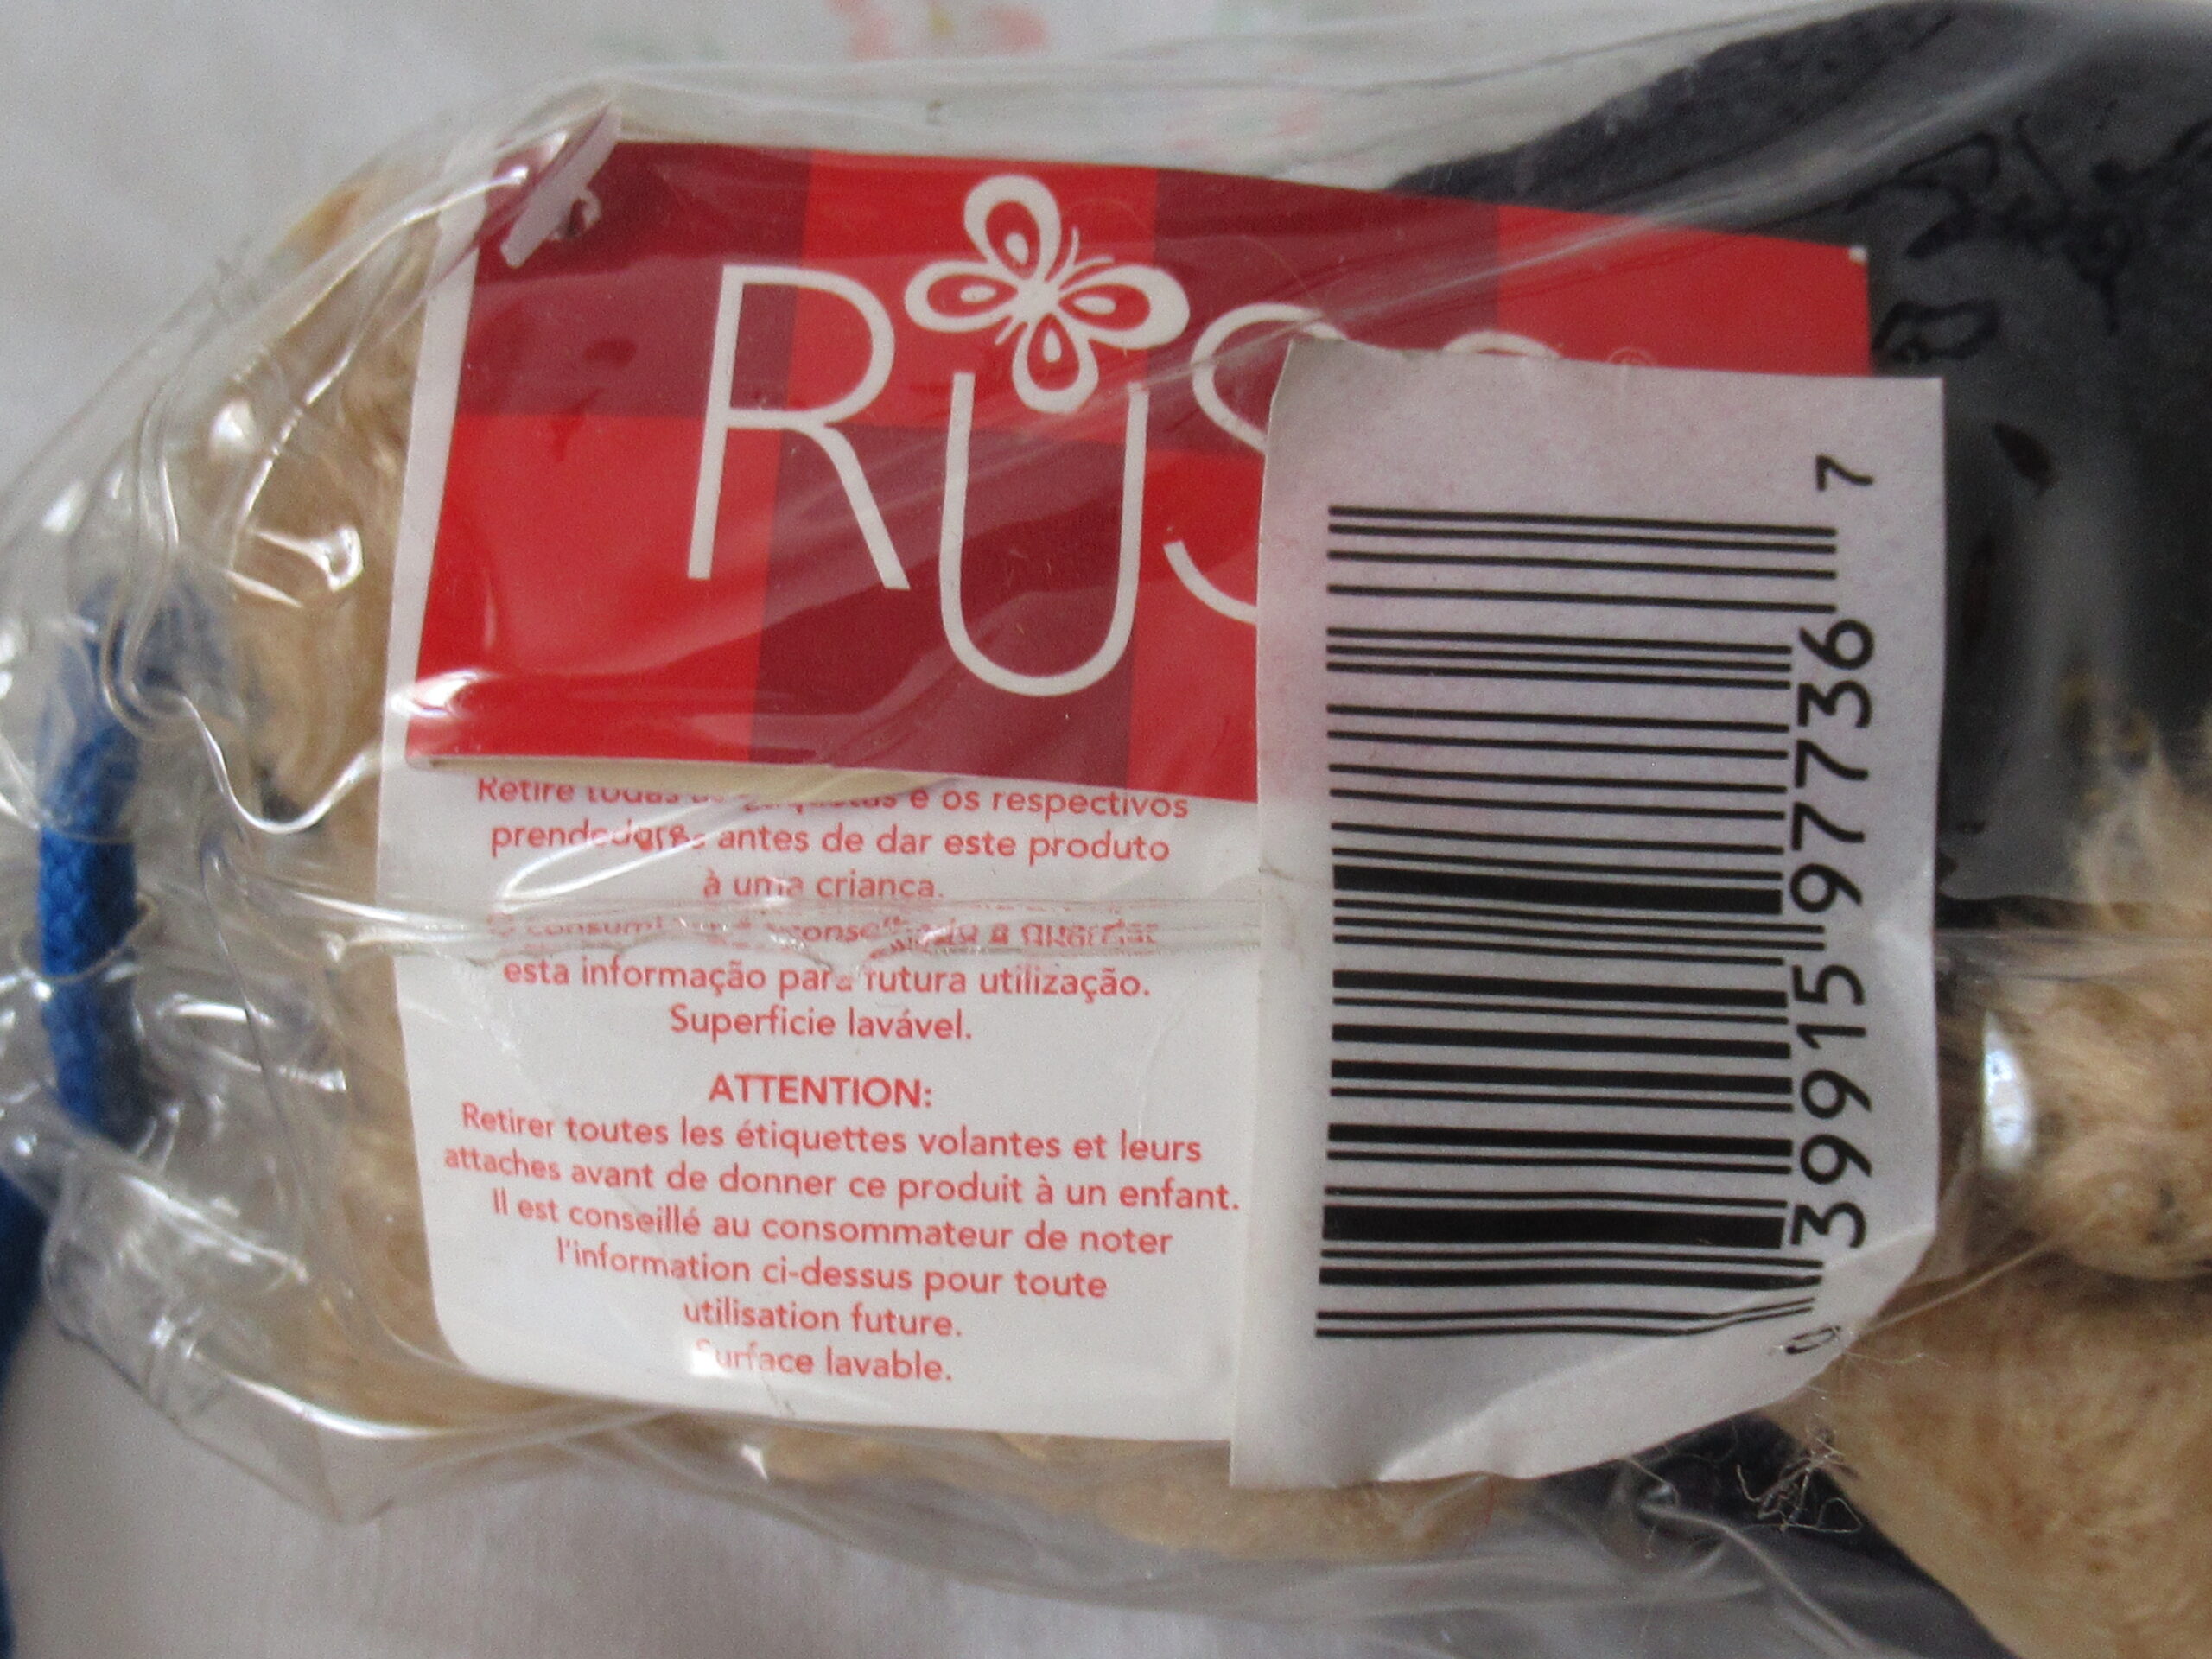 RUS
®
Retire todas as etiquetas e os respectivos
prendedores antes de dar este produto
à uma criança.
esta informação para futura utilização.
Superficie lavável.
ATTENTION:
Retirer toutes les étiquettes volantes et leurs
attaches avant de donner ce produit à un enfant.
Il est conseillé au consommateur de noter
l'information ci-dessus pour toute
utilisation future.
Surface lavable.
0 39915 97736 7